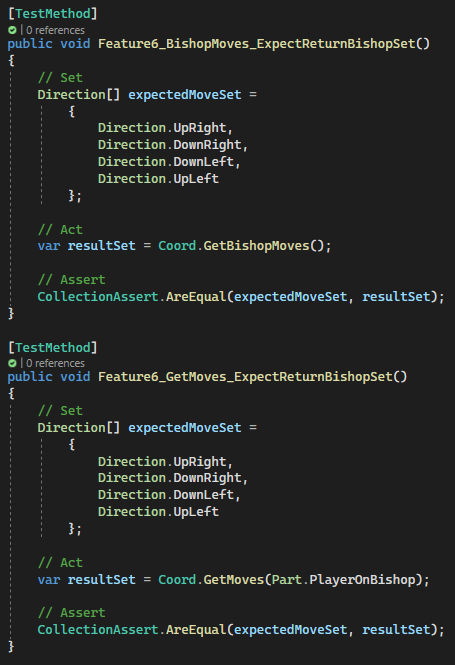 [TestMethod]
| 0 references
public void Feature6_BishopMoves_ExpectReturnBishopSet()
{
    // Set
    Direction[] expectedMoveSet =
        {
            Direction.UpRight,
            Direction.DownRight,
            Direction.DownLeft,
            Direction.UpLeft
        };
    // Act
    var resultSet = Coord.GetBishopMoves();
    // Assert
    CollectionAssert.AreEqual(expectedMoveSet, resultSet);
}
[TestMethod]
| 0 references
public void Feature6_GetMoves_ExpectReturnBishopSet()
{
    // Set
    Direction[] expectedMoveSet =
        {
            Direction.UpRight,
            Direction.DownRight,
            Direction.DownLeft,
            Direction.UpLeft
        };
    // Act
    var resultSet = Coord.GetMoves(Part.PlayerOnBishop);
    // Assert
    CollectionAssert.AreEqual(expectedMoveSet, resultSet);
}